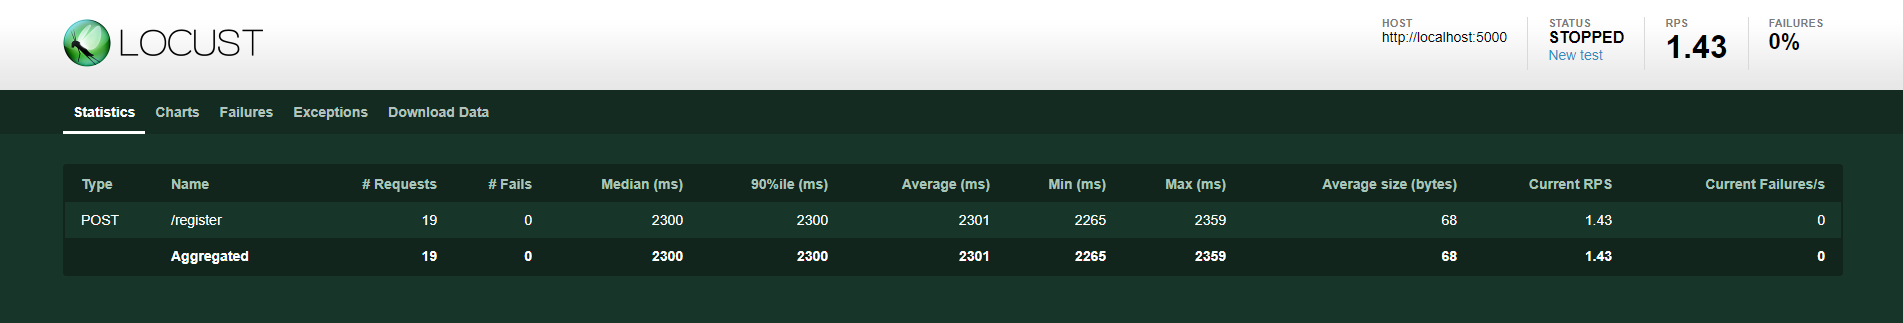 LOCUST
HOST
http://localhost:5000
STATUS
STOPPED
New test
RPS
1.43
FAILURES
0%
Statistics Charts Failures Exceptions Download Data
Type Name # Requests # Fails Median (ms) 90%ile (ms) Average (ms) Min (ms) Max (ms) Average size (bytes) Current RPS Current Failures/s
POST /register 19 0 2300 2300 2301 2265 2359 68 1.43 0
Aggregated 19 0 2300 2300 2301 2265 2359 68 1.43 0